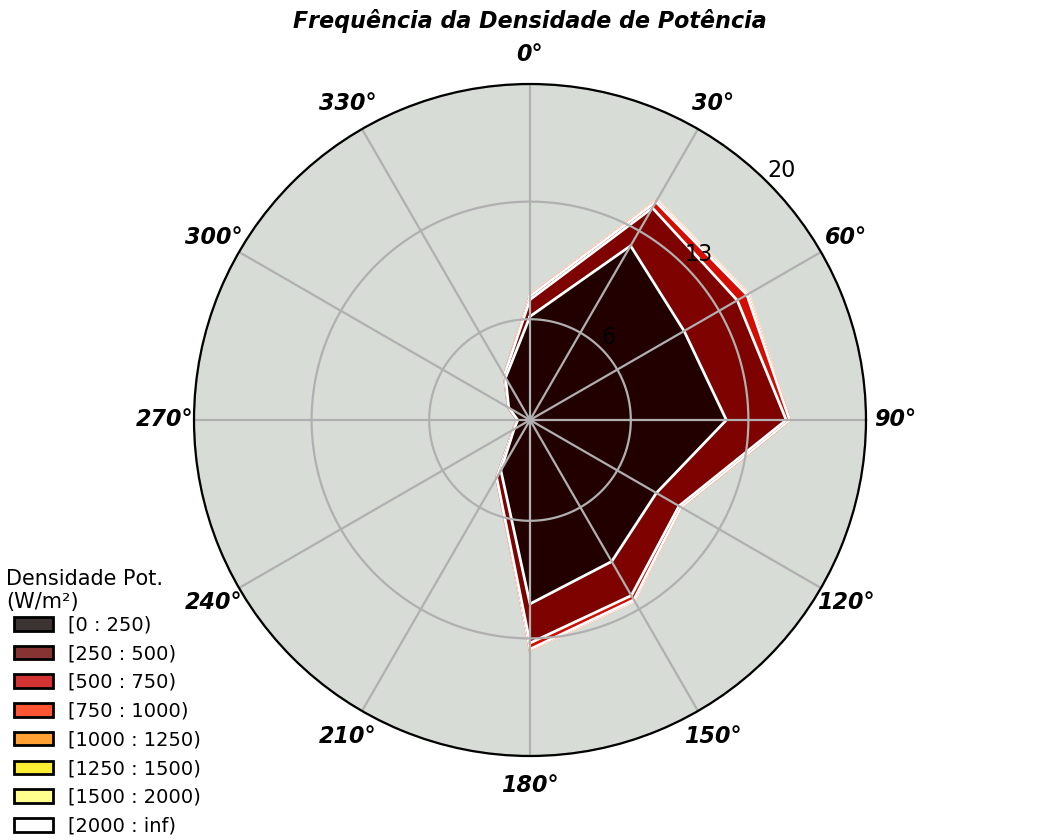 Frequência da Densidade de Potência
0°
330°
30°
20
300°
60°
13
6
270°
90°
240°
120°
210°
150°
180°
Densidade Pot.
(W/m²)
[0 : 250)
[250 : 500)
[500 : 750)
[750 : 1000)
[1000 : 1250)
[1250 : 1500)
[1500 : 2000)
[2000 : inf)